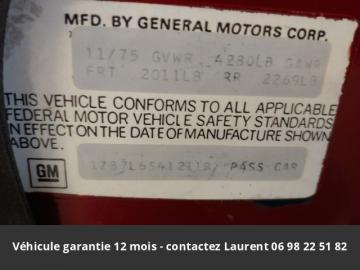 MFD. BY GENERAL MOTORS CORP.
11/75 GVWR 4280LB GAWR
FRT 2011LB RR 2269LB
THIS VEHICLE CONFORMS TO ALL APPLICABLE
FEDERAL MOTOR VEHICLE SAFETY STANDARDS
IN EFFECT ON THE DATE OF MANUFACTURE SHOWN
ABOVE.
PASS CAR
GM
Véhicule garantie 12 mois - contactez Laurent 06 98 22 51 82